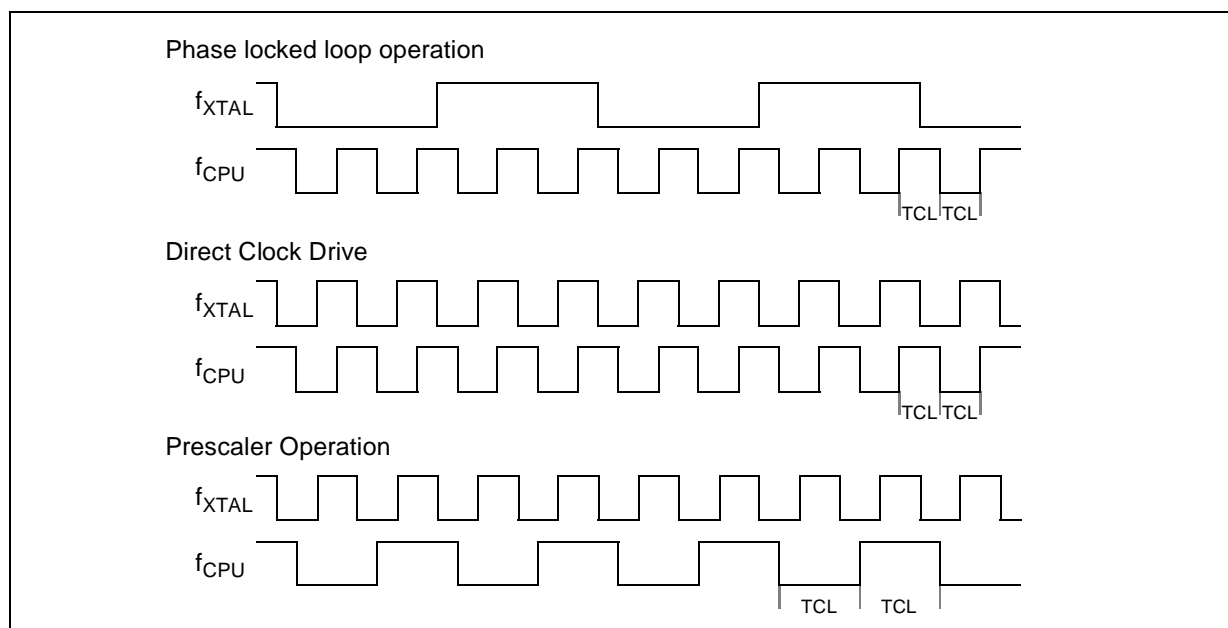 Phase locked loop operation
fXTAL
fCPU
TCL TCL
Direct Clock Drive
fXTAL
fCPU
TCL TCL
Prescaler Operation
fXTAL
fCPU
TCL TCL